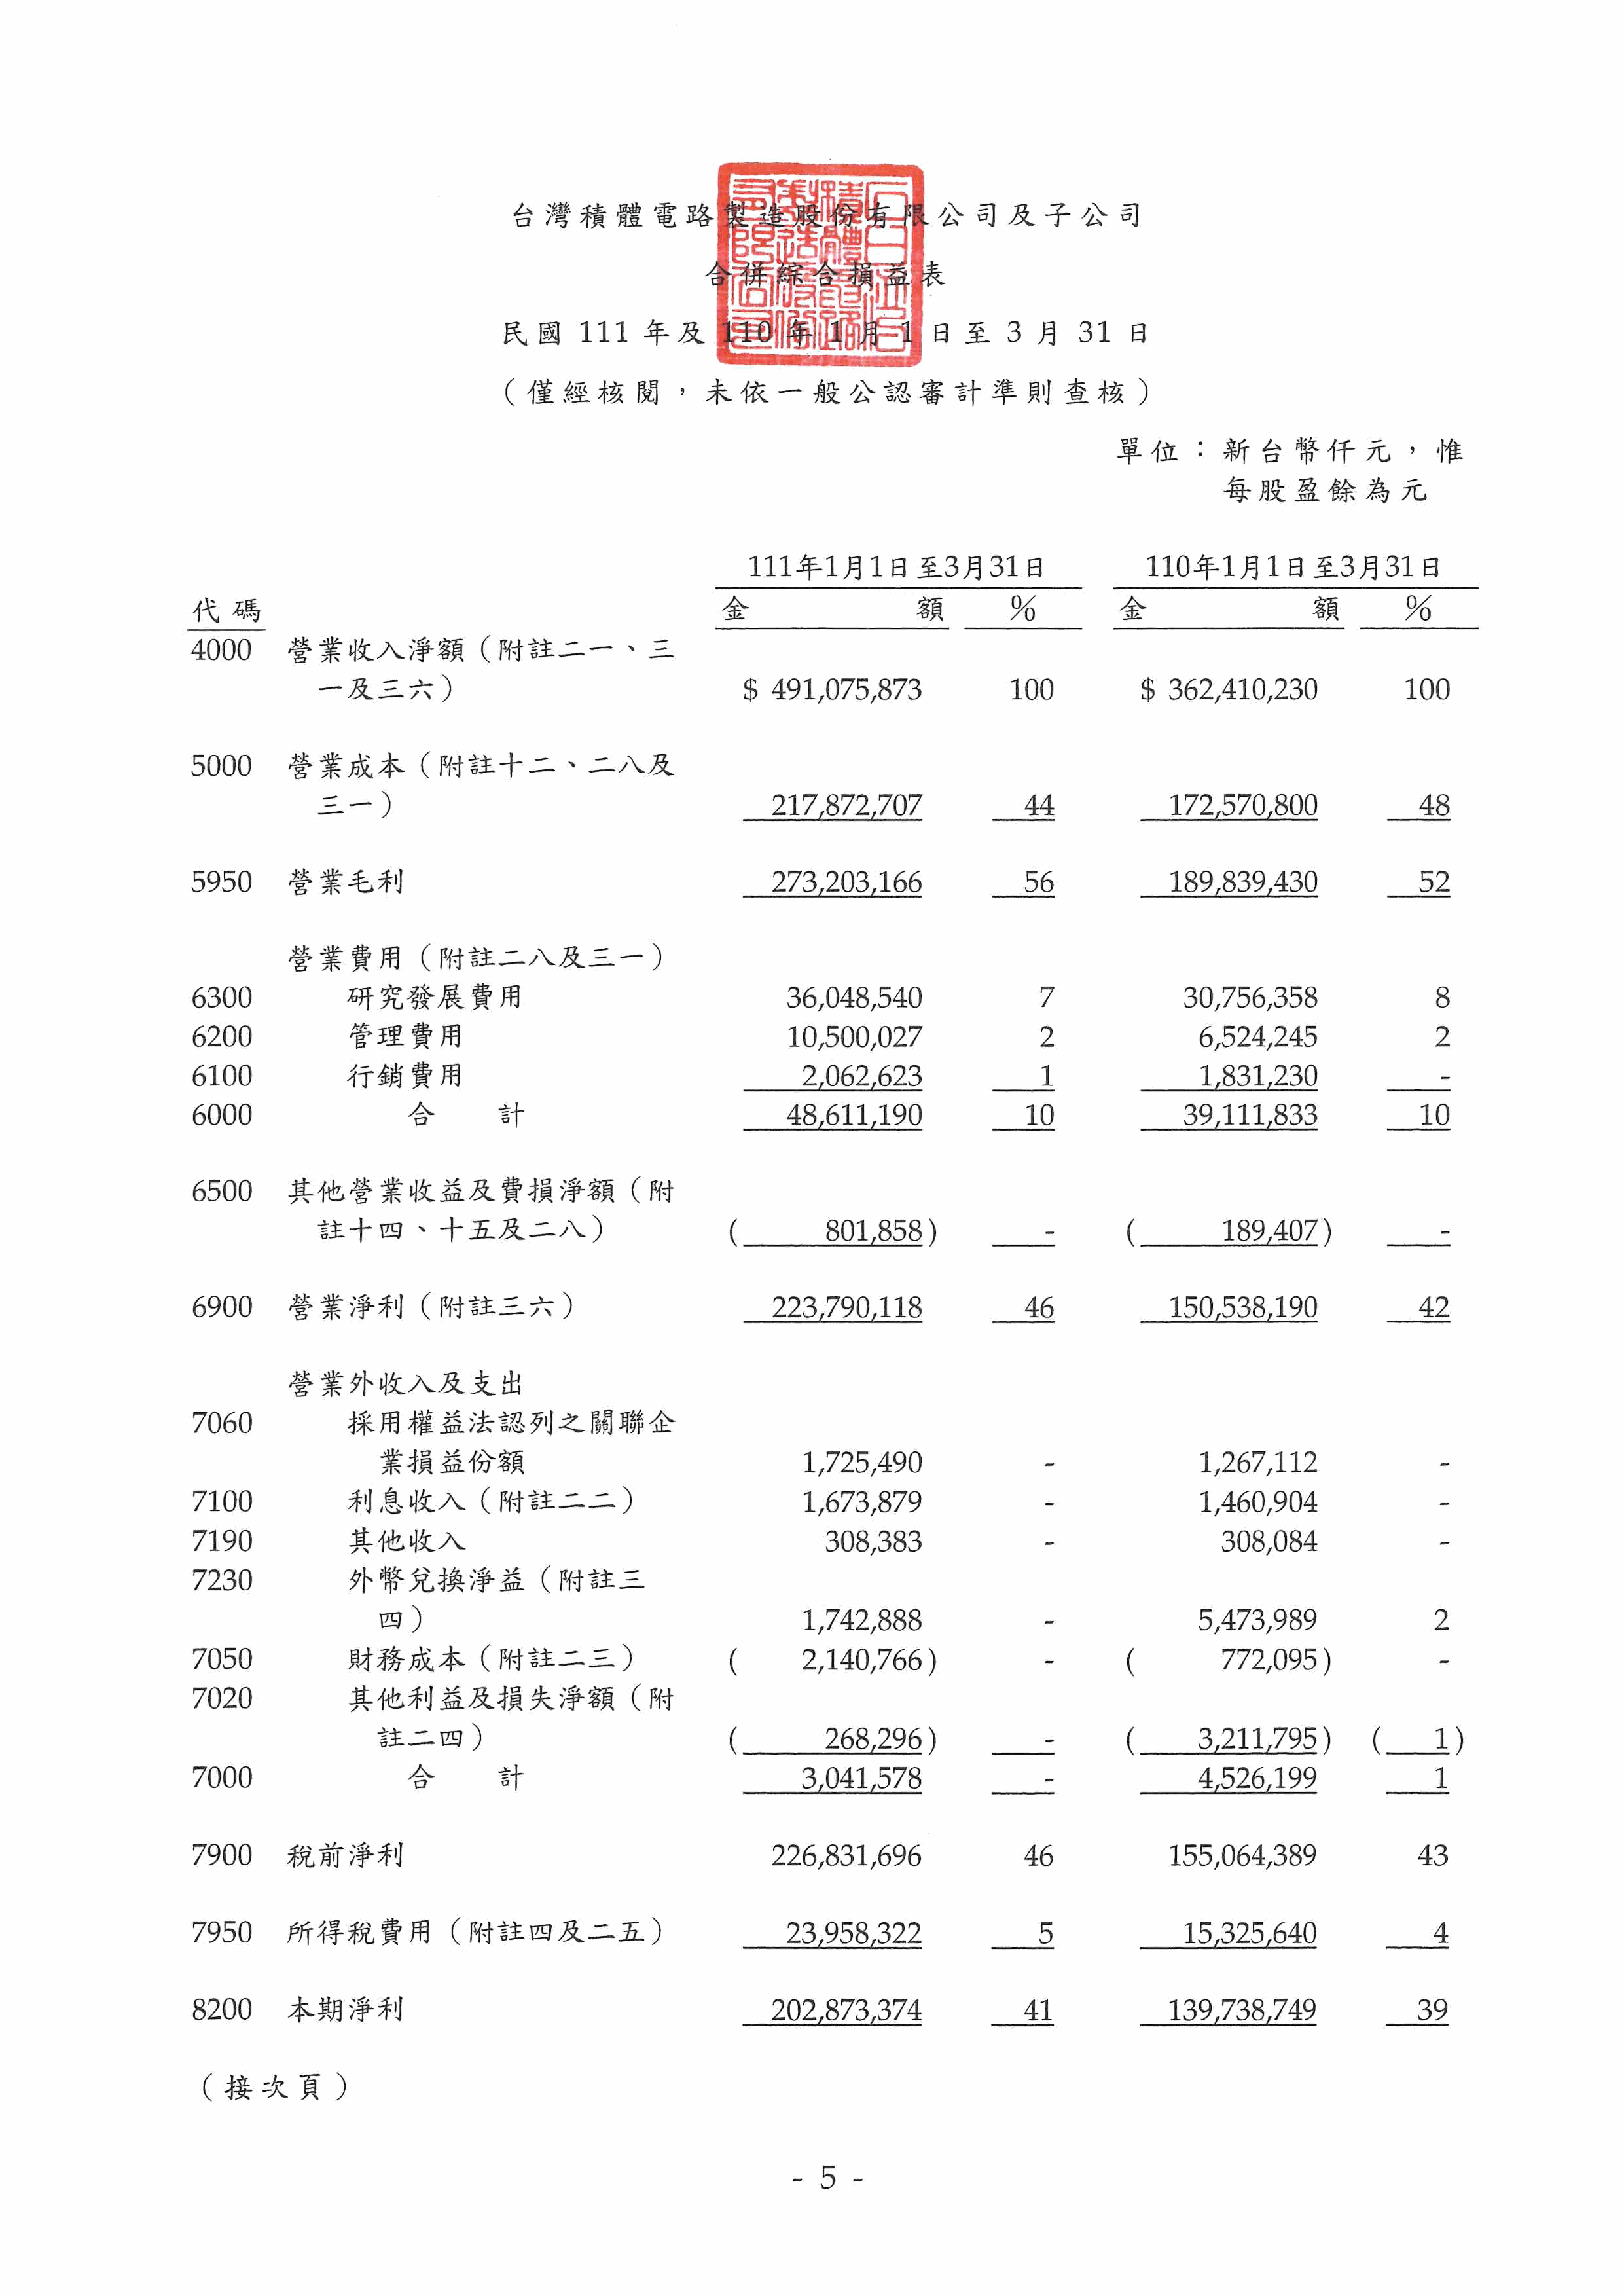 台灣積體電路製造股份有限公司及子公司
合併綜合損益表
民國 111 年及 110 年 1 月 1 日至 3 月 31 日
（僅經核閱，未依一般公認審計準則查核）
單位：新台幣仟元，惟
每股盈餘為元
111年1月1日至3月31日 110年1月1日至3月31日
代碼 金額 % 金額 %
4000 營業收入淨額（附註二一、三
一及三六） $ 491,075,873 100 $ 362,410,230 100
5000 營業成本（附註十二、二八及
三一） 217,872,707 44 172,570,800 48
5950 營業毛利 273,203,166 56 189,839,430 52
營業費用（附註二八及三一）
6300 研究發展費用 36,048,540 7 30,756,358 8
6200 管理費用 10,500,027 2 6,524,245 2
6100 行銷費用 2,062,623 1 1,831,230 -
6000 合計 48,611,190 10 39,111,833 10
6500 其他營業收益及費損淨額（附
註十四、十五及二八） ( 801,858) - ( 189,407) -
6900 營業淨利（附註三六） 223,790,118 46 150,538,190 42
營業外收入及支出
7060 採用權益法認列之關聯企
業損益份額 1,725,490 - 1,267,112 -
7100 利息收入（附註二二） 1,673,879 - 1,460,904 -
7190 其他收入 308,383 - 308,084 -
7230 外幣兌換淨益（附註三
四） 1,742,888 - 5,473,989 2
7050 財務成本（附註二三） ( 2,140,766) - ( 772,095) -
7020 其他利益及損失淨額（附
註二四） ( 268,296) - ( 3,211,795) ( 1)
7000 合計 3,041,578 - 4,526,199 1
7900 稅前淨利 226,831,696 46 155,064,389 43
7950 所得稅費用（附註四及二五） 23,958,322 5 15,325,640 4
8200 本期淨利 202,873,374 41 139,738,749 39
（接次頁）
- 5 -